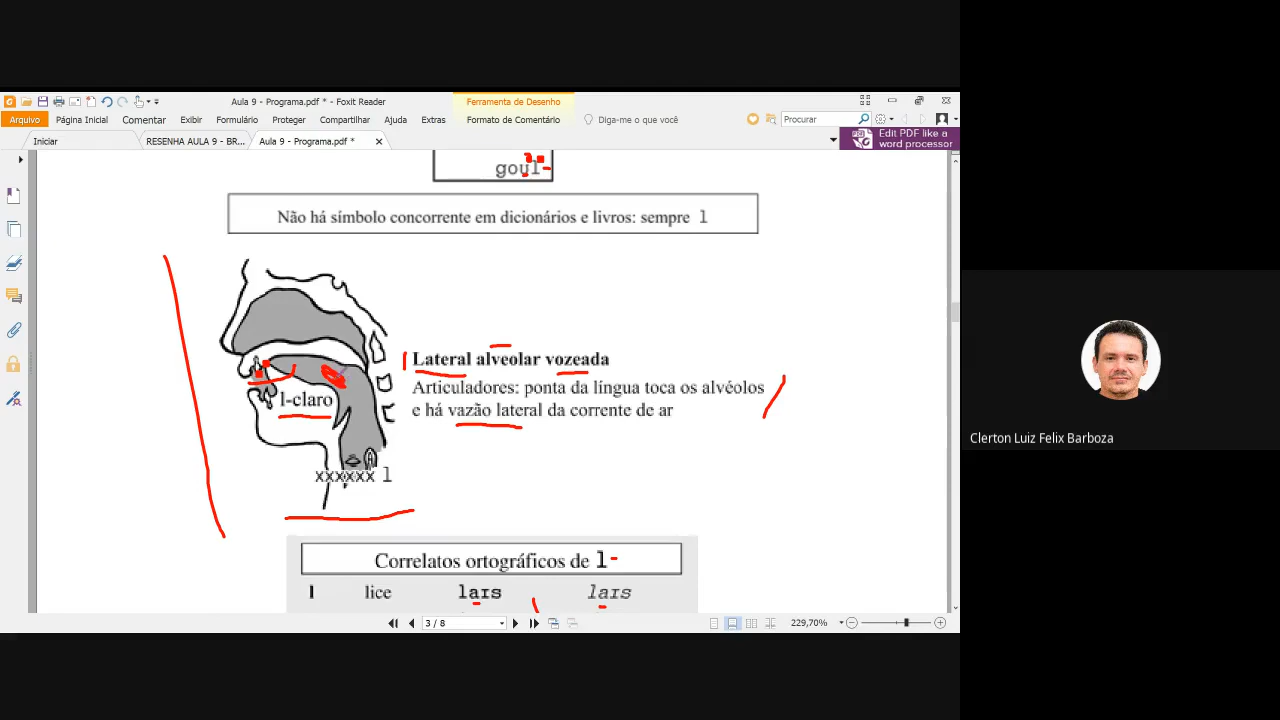 Aula 9 - Programa.pdf * - Foxit Reader
Ferramenta de Desenho
Arquivo Página Inicial Comentar Exibir Formulário Proteger Compartilhar Ajuda Extras Formato de Comentário Diga-me o que você Procurar
Iniciar RESENHA AULA 9 - BR... Aula 9 - Programa.pdf *
Edit PDF like a
word processor
goul
Não há símbolo concorrente em dicionários e livros: sempre l
Lateral alveolar vozeada
Articuladores: ponta da língua toca os alvéolos
e há vazão lateral da corrente de ar
l-claro
xxxxxx l
Clerton Luiz Felix Barboza
Correlatos ortográficos de l
l lice laɪs laɪs
3 / 8 229,70%